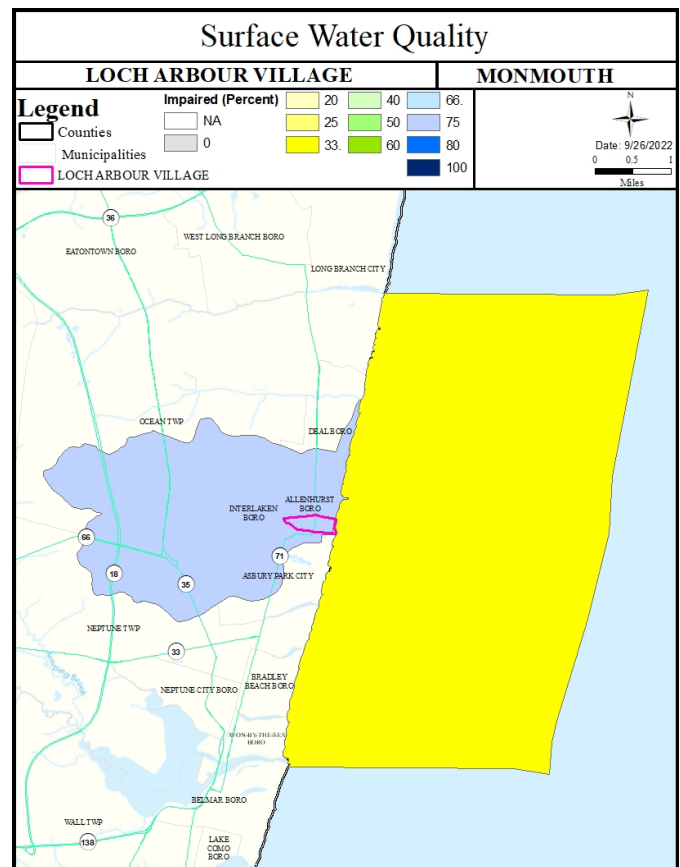 Surface Water Quality
LOCH ARBOUR VILLAGE
MONMOUTH
Legend
Counties
Municipalities
LOCH ARBOUR VILLAGE
Impaired (Percent)
NA
0
20
25
33.
40
50
60
66.
75
80
100
N
Date: 9/26/2022
0 0.5 1
Miles
36
WEST LONG BRANCH BORO
EATONTOWN BORO
LONG BRANCH CITY
OCEAN TWP
DEAL BORO
ALLENHURST
BORO
INTERLAKEN
BORO
66
71
18
35
ASBURY PARK CITY
NEPTUNE TWP
33
BRADLEY
BEACH BORO
NEPTUNE CITY BORO
AVON-BY-THE-SEA
BORO
BELMAR BORO
WALL TWP
138
LAKE
COMO
BORO